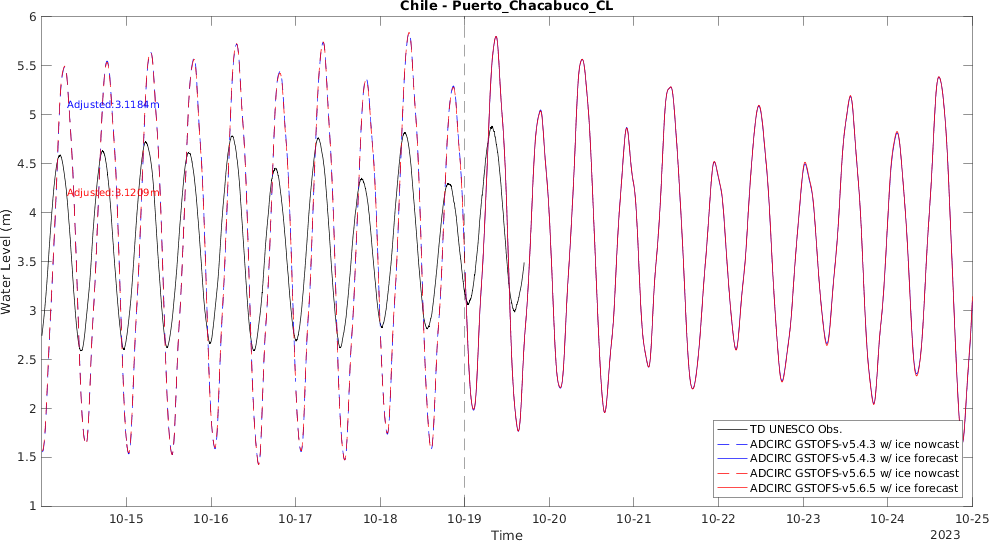 Chile - Puerto_Chacabuco_CL
6
5.5
5
4.5
4
3.5
3
2.5
2
1.5
1
Water Level (m)
Adjusted:3.1184m
Adjusted:3.1209m
TD UNESCO Obs.
ADCIRC GSTOFS-v5.4.3 w/ ice nowcast
ADCIRC GSTOFS-v5.4.3 w/ ice forecast
ADCIRC GSTOFS-v5.6.5 w/ ice nowcast
ADCIRC GSTOFS-v5.6.5 w/ ice forecast
10-15 10-16 10-17 10-18 10-19 10-20 10-21 10-22 10-23 10-24 10-25
Time
2023